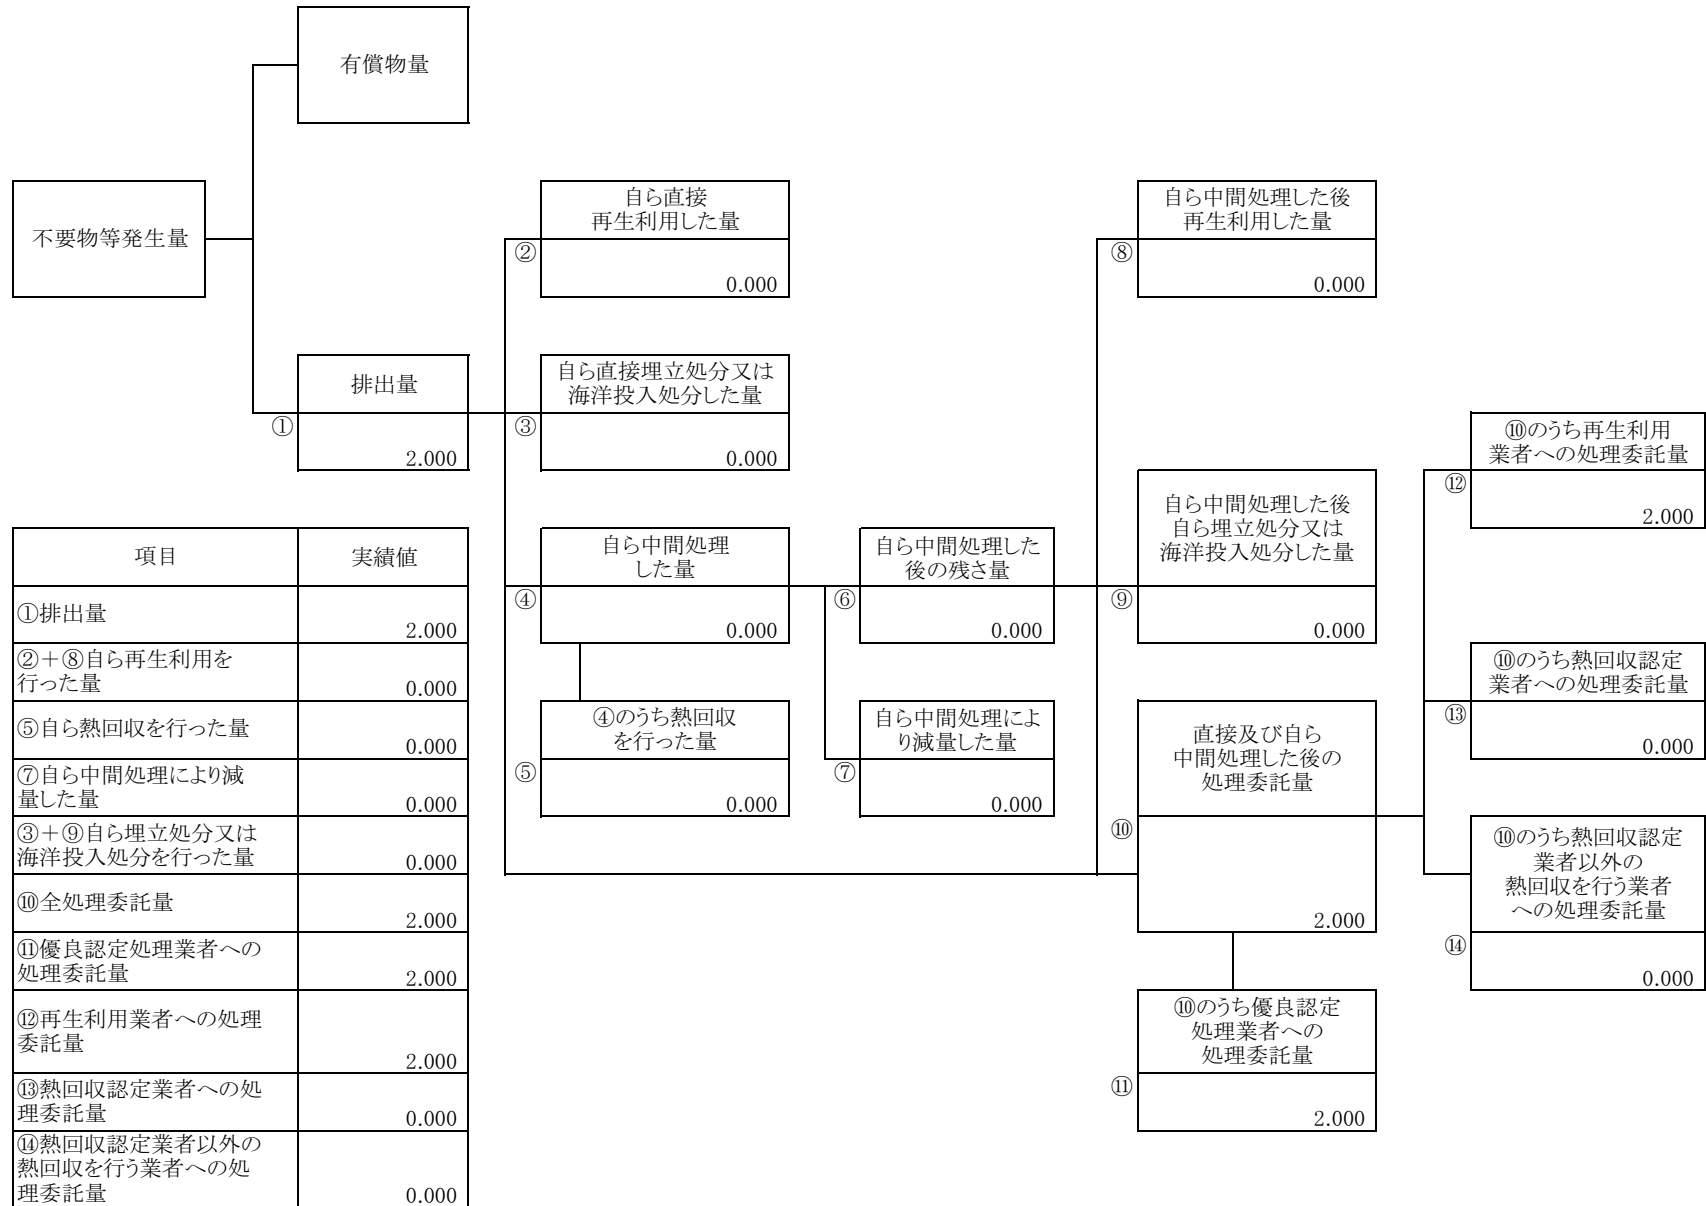 有償物量
不要物等発生量
自ら直接
再生利用した量
②
0.000
自ら中間処理した後
再生利用した量
⑧
0.000
排出量
①
2.000
自ら直接埋立処分又は
海洋投入処分した量
③
0.000
自ら中間処理
した量
④
0.000
自ら中間処理した
後の残さ量
⑥
0.000
自ら中間処理した後
自ら埋立処分又は
海洋投入処分した量
⑨
0.000
⑩のうち再生利用
業者への処理委託量
⑫
2.000
④のうち熱回収
を行った量
⑤
0.000
自ら中間処理によ
り減量した量
⑦
0.000
直接及び自ら
中間処理した後の
処理委託量
⑩
2.000
⑩のうち熱回収認定
業者への処理委託量
⑬
0.000
⑩のうち熱回収認定
業者以外の
熱回収を行う業者
への処理委託量
⑭
0.000
⑩のうち優良認定
処理業者への
処理委託量
⑪
2.000
項目 実績値
①排出量
2.000
②＋⑧自ら再生利用を
行った量
0.000
⑤自ら熱回収を行った量
0.000
⑦自ら中間処理により減
量した量
0.000
③＋⑨自ら埋立処分又は
海洋投入処分を行った量
0.000
⑩全処理委託量
2.000
⑪優良認定処理業者への
処理委託量
2.000
⑫再生利用業者への処理
委託量
2.000
⑬熱回収認定業者への処
理委託量
0.000
⑭熱回収認定業者以外の
熱回収を行う業者への処
理委託量
0.000